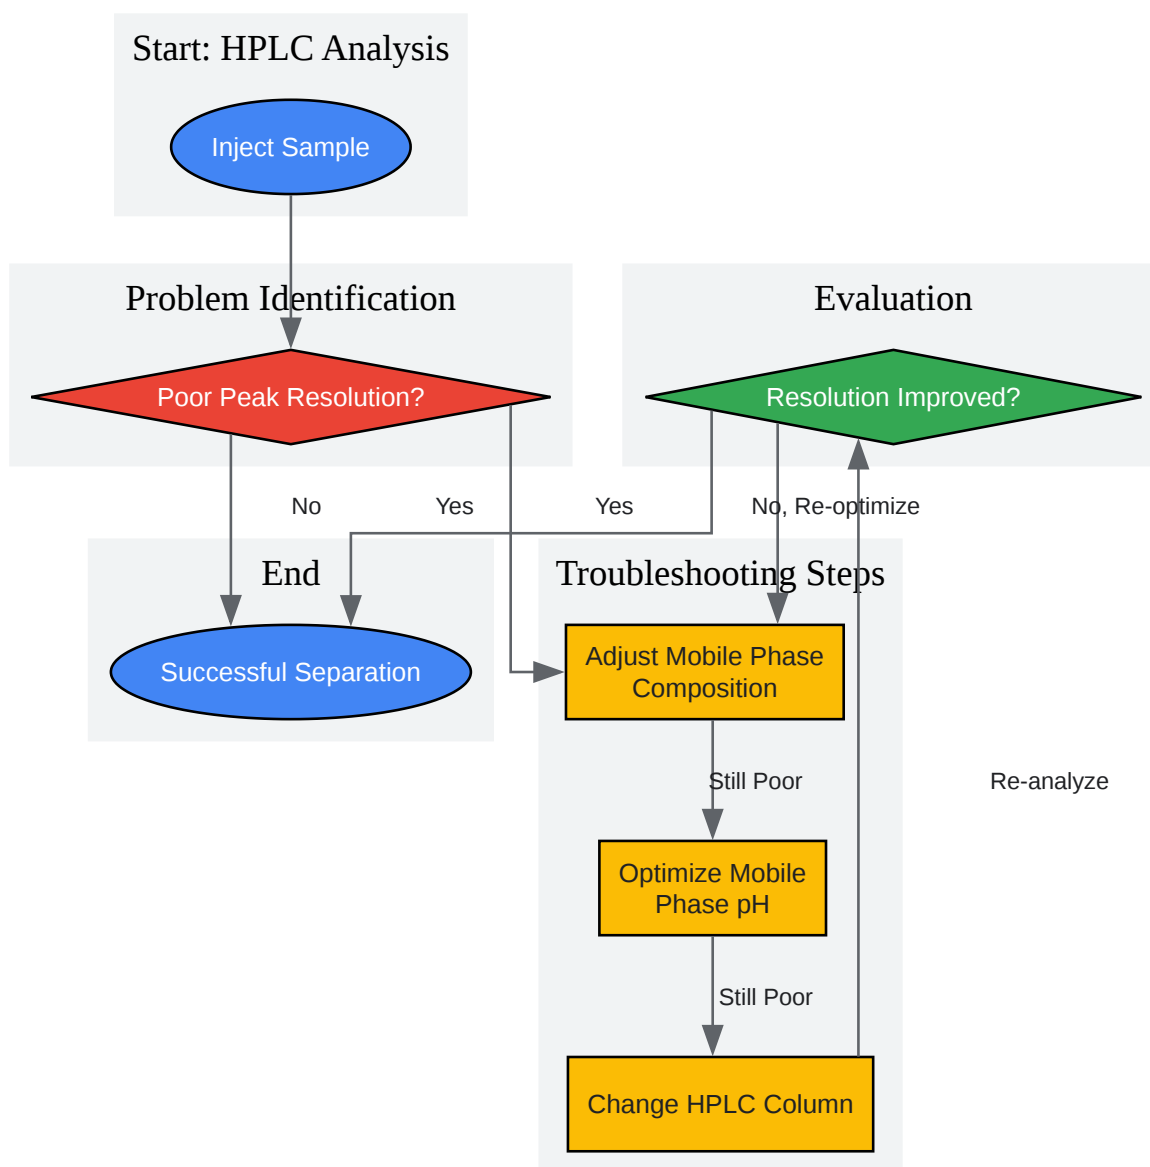 Start: HPLC Analysis
Inject Sample
Problem Identification
Evaluation
Poor Peak Resolution?
Resolution Improved?
No
Yes
Yes
No, Re-optimize
End
Troubleshooting Steps
Successful Separation
Adjust Mobile Phase
Composition
Still Poor
Re-analyze
Optimize Mobile
Phase pH
Still Poor
Change HPLC Column